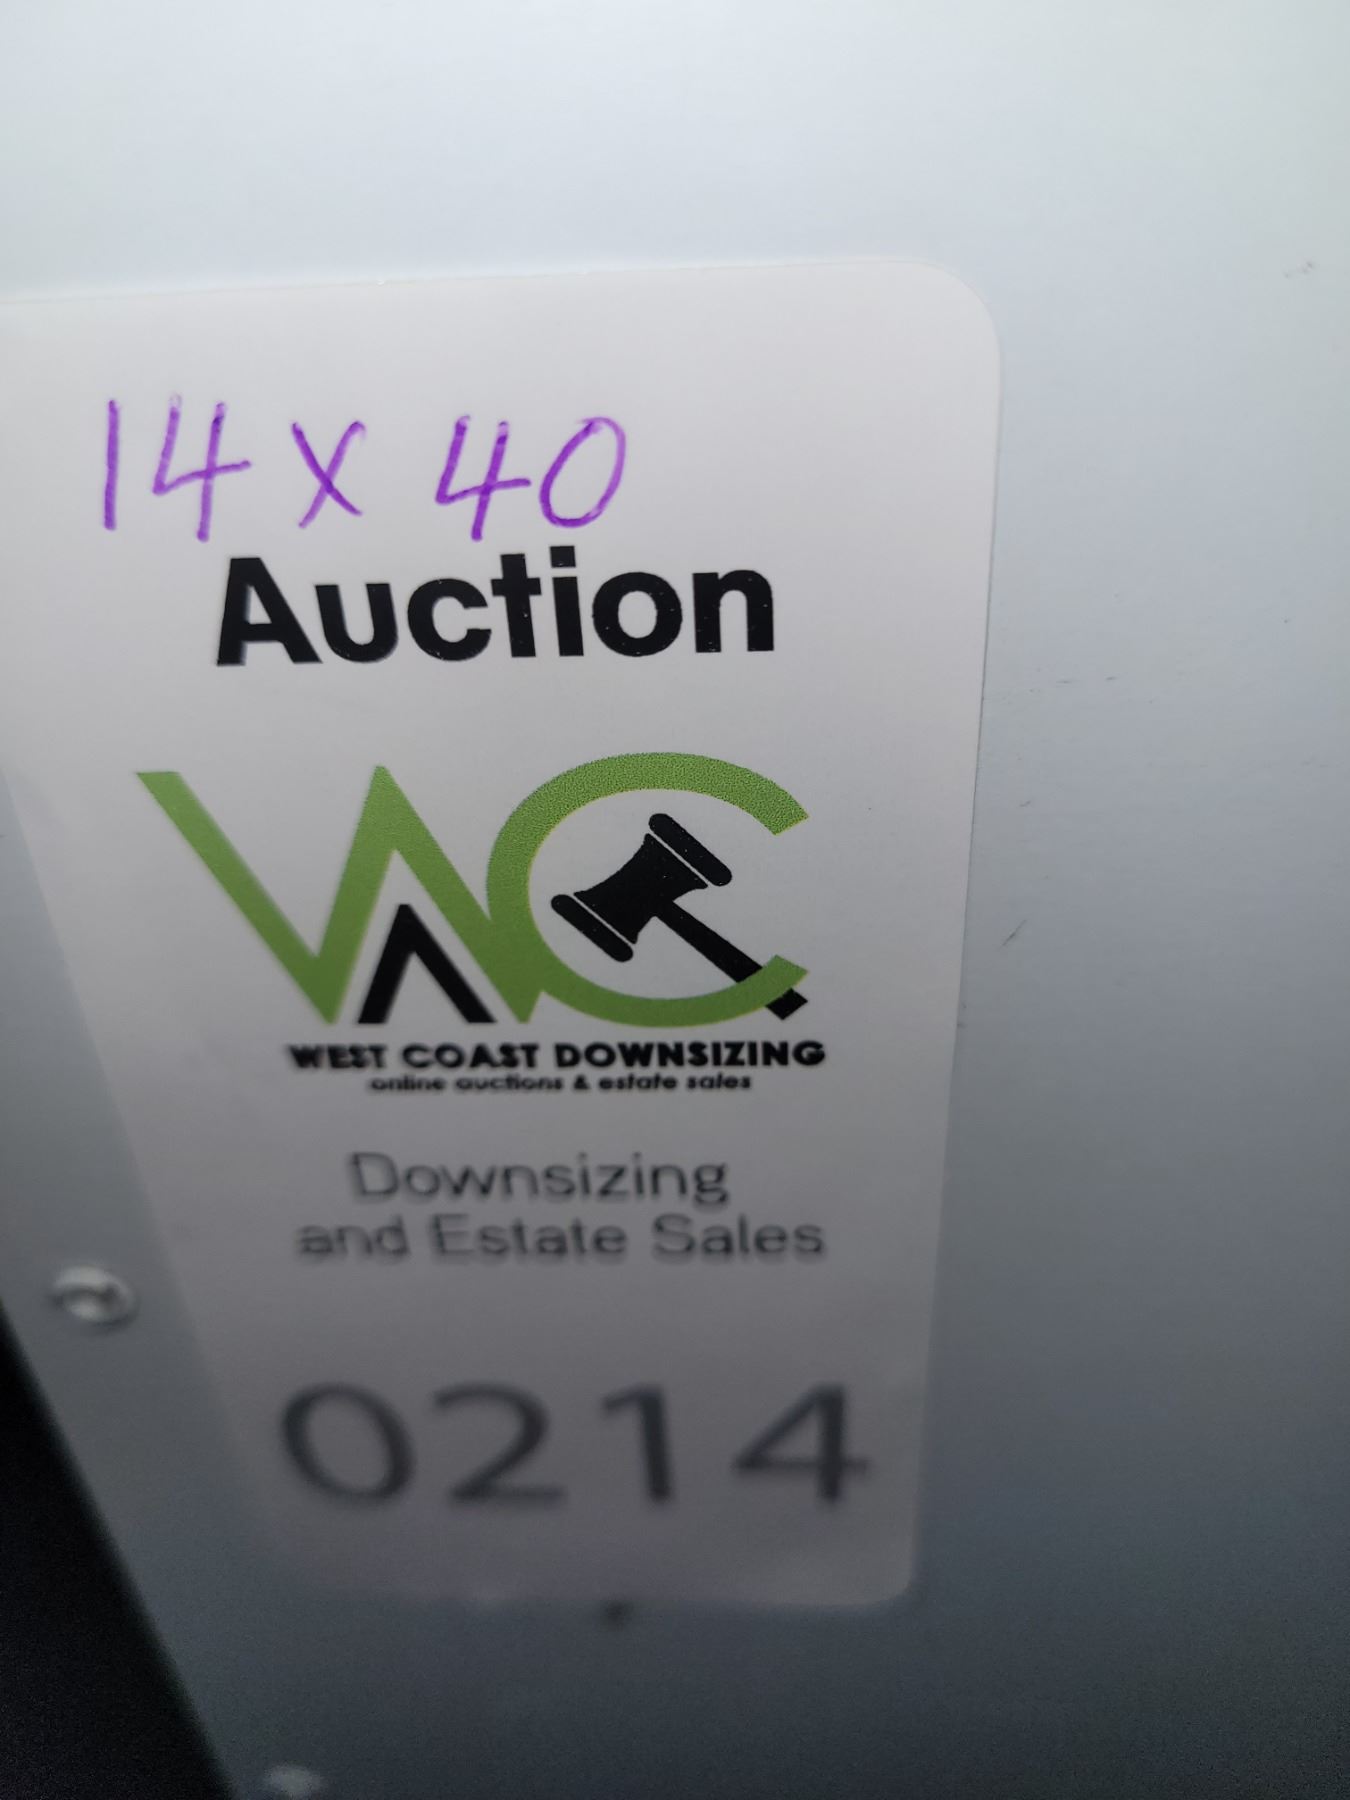 14 x 40
Auction
WC
WEST COAST DOWNSIZING
online auctions & estate sales
Downsizing
and Estate Sales
0214